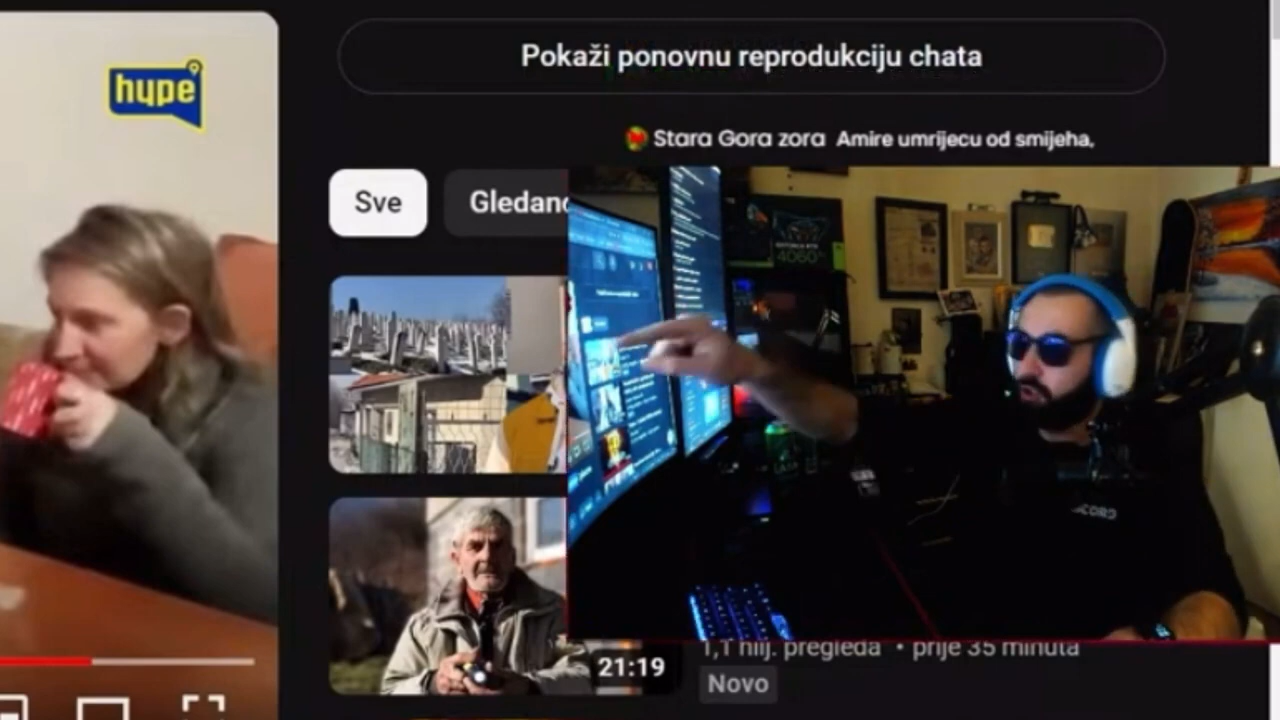 hype
Pokaži ponovnu reprodukciju chata
Stara Gora zora Amire umrijecu od smijeha,
Sve
Gledano
4060
CORD
21:19
1,1 hilj. pregleda • prije 35 minuta
Novo